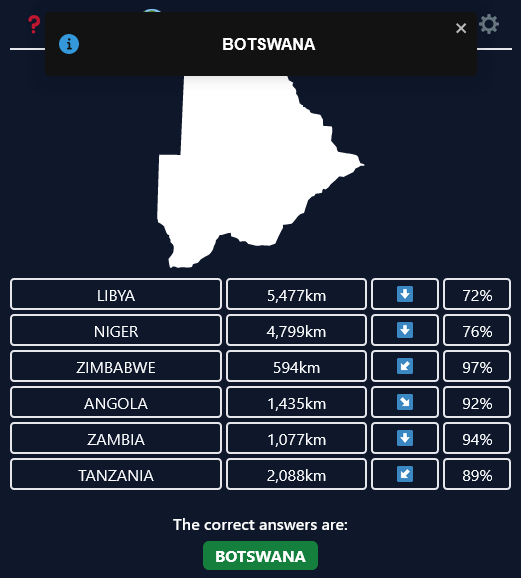 ?
BOTSWANA
LIBYA 5,477km ⬇️ 72%
NIGER 4,799km ⬇️ 76%
ZIMBABWE 594km ↙️ 97%
ANGOLA 1,435km ↘️ 92%
ZAMBIA 1,077km ⬇️ 94%
TANZANIA 2,088km ↙️ 89%
The correct answers are:
BOTSWANA